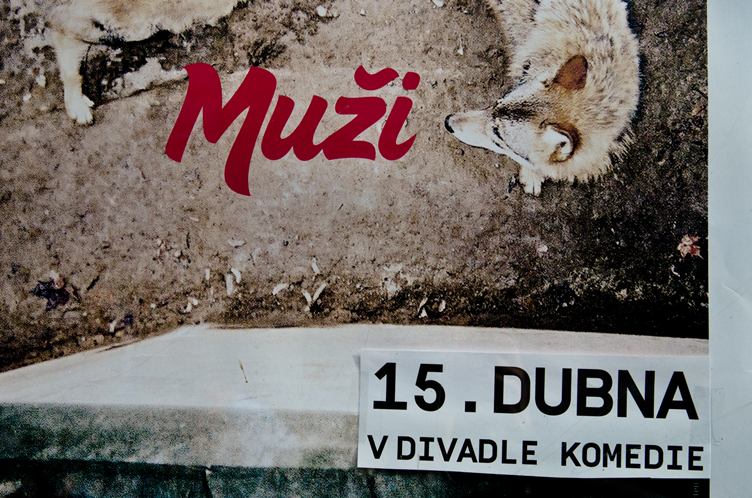 Muži
15. DUBNA
V DIVADLE KOMEDIE